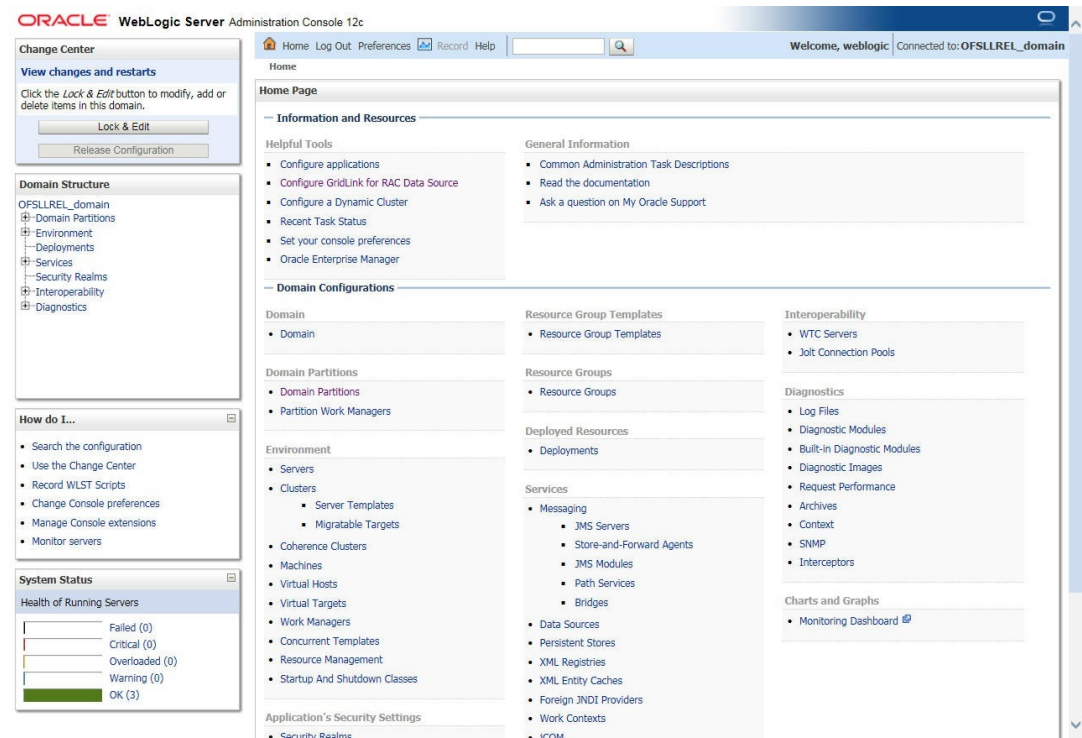 ORACLE WebLogic Server Administration Console 12c
Change Center
View changes and restarts
Click the Lock & Edit button to modify, add or
delete items in this domain.
Lock & Edit
Release Configuration
Domain Structure
OFSLLREL_domain
Domain Partitions
Environment
Deployments
Services
Security Realms
Interoperability
Diagnostics
How do I...
Search the configuration
Use the Change Center
Record WLST Scripts
Change Console preferences
Manage Console extensions
Monitor servers
System Status
Health of Running Servers
Failed (0)
Critical (0)
Overloaded (0)
Warning (0)
OK (3)
Home Log Out Preferences Record Help
Welcome, weblogic Connected to: OFSLLREL_domain
Home
Home Page
Information and Resources
Helpful Tools
Configure applications
Configure GridLink for RAC Data Source
Configure a Dynamic Cluster
Recent Task Status
Set your console preferences
Oracle Enterprise Manager
General Information
Common Administration Task Descriptions
Read the documentation
Ask a question on My Oracle Support
Domain Configurations
Domain
Domain
Domain Partitions
Domain Partitions
Partition Work Managers
Environment
Servers
Clusters
Server Templates
Migratable Targets
Coherence Clusters
Machines
Virtual Hosts
Virtual Targets
Work Managers
Concurrent Templates
Resource Management
Startup And Shutdown Classes
Application's Security Settings
Security Realms
Resource Group Templates
Resource Group Templates
Resource Groups
Resource Groups
Deployed Resources
Deployments
Services
Messaging
JMS Servers
Store-and-Forward Agents
JMS Modules
Path Services
Bridges
Data Sources
Persistent Stores
XML Registries
XML Entity Caches
Foreign JNDI Providers
Work Contexts
jCOM
Interoperability
WTC Servers
Jolt Connection Pools
Diagnostics
Log Files
Diagnostic Modules
Built-in Diagnostic Modules
Diagnostic Images
Request Performance
Archives
Context
SNMP
Interceptors
Charts and Graphs
Monitoring Dashboard